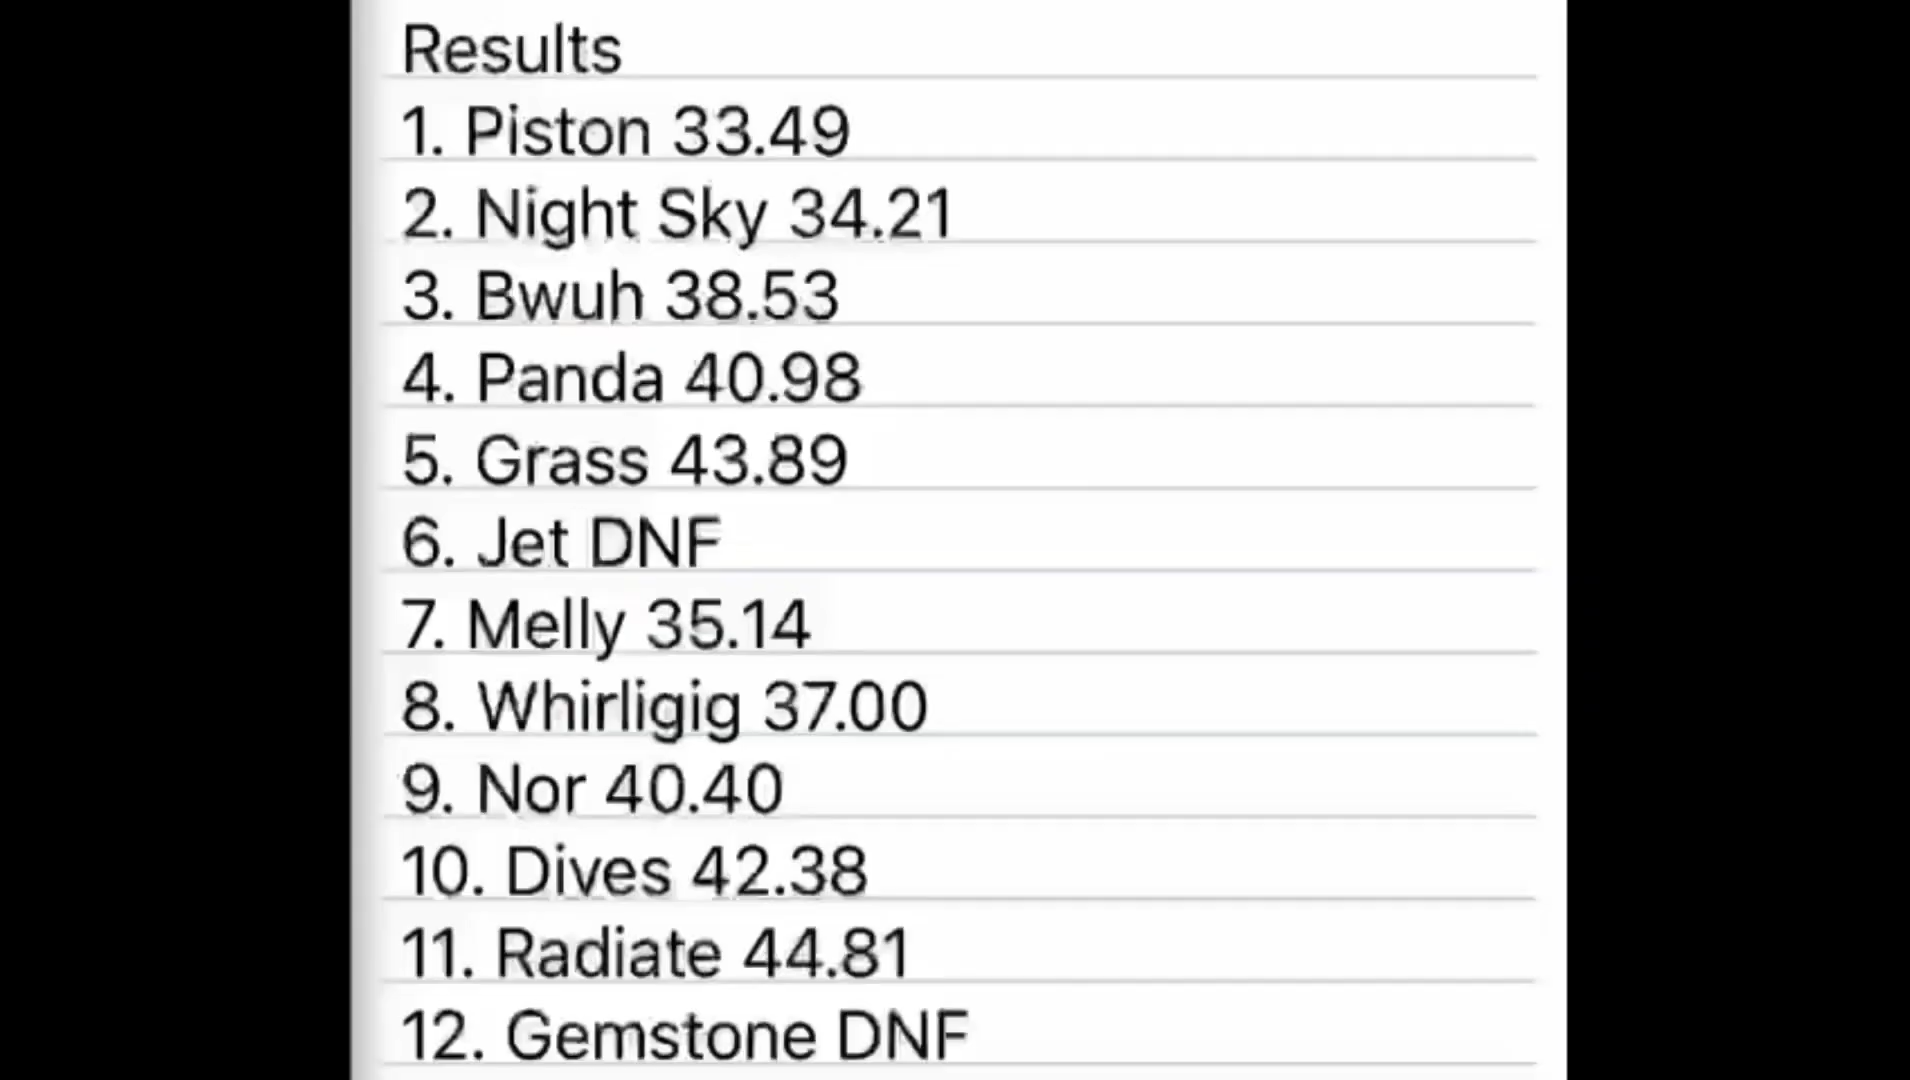 Results
1. Piston 33.49
2. Night Sky 34.21
3. Bwuh 38.53
4. Panda 40.98
5. Grass 43.89
6. Jet DNF
7. Melly 35.14
8. Whirligig 37.00
9. Nor 40.40
10. Dives 42.38
11. Radiate 44.81
12. Gemstone DNF